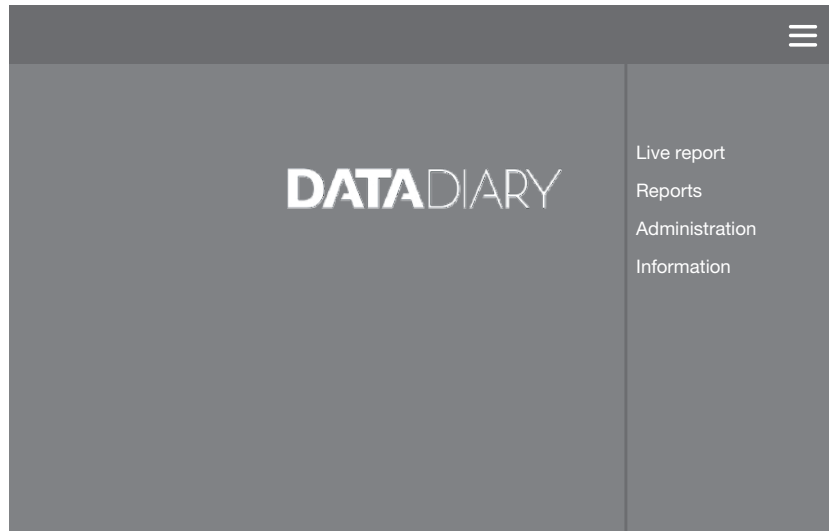 DATADIARY
Live report
Reports
Administration
Information